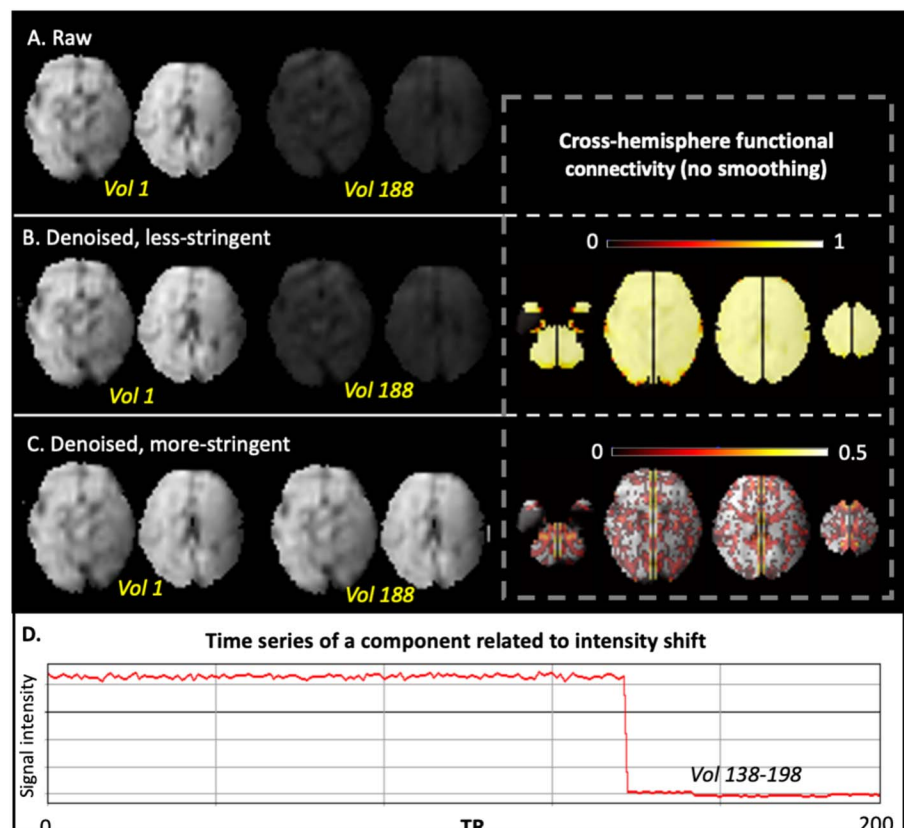 A. Raw
Vol 1
Vol 188
Cross-hemisphere functional
connectivity (no smoothing)
B. Denoised, less-stringent
0
1
Vol 1
Vol 188
C. Denoised, more-stringent
0
0.5
Vol 1
Vol 188
D.
Time series of a component related to intensity shift
Signal intensity
Vol 138-198
0
TR
200